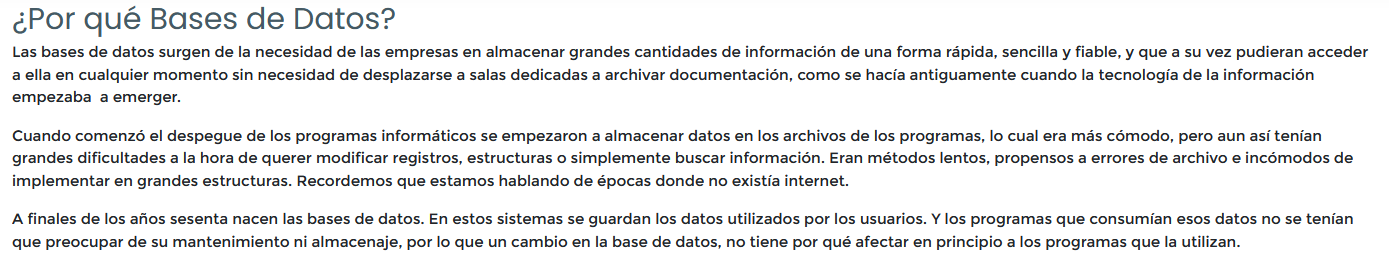 ¿Por qué Bases de Datos?
Las bases de datos surgen de la necesidad de las empresas en almacenar grandes cantidades de información de una forma rápida, sencilla y fiable, y que a su vez pudieran acceder
a ella en cualquier momento sin necesidad de desplazarse a salas dedicadas a archivar documentación, como se hacía antiguamente cuando la tecnología de la información
empezaba  a emerger.
Cuando comenzó el despegue de los programas informáticos se empezaron a almacenar datos en los archivos de los programas, lo cual era más cómodo, pero aun así tenían
grandes dificultades a la hora de querer modificar registros, estructuras o simplemente buscar información. Eran métodos lentos, propensos a errores de archivo e incómodos de
implementar en grandes estructuras. Recordemos que estamos hablando de épocas donde no existía internet.
A finales de los años sesenta nacen las bases de datos. En estos sistemas se guardan los datos utilizados por los usuarios. Y los programas que consumían esos datos no se tenían
que preocupar de su mantenimiento ni almacenaje, por lo que un cambio en la base de datos, no tiene por qué afectar en principio a los programas que la utilizan.